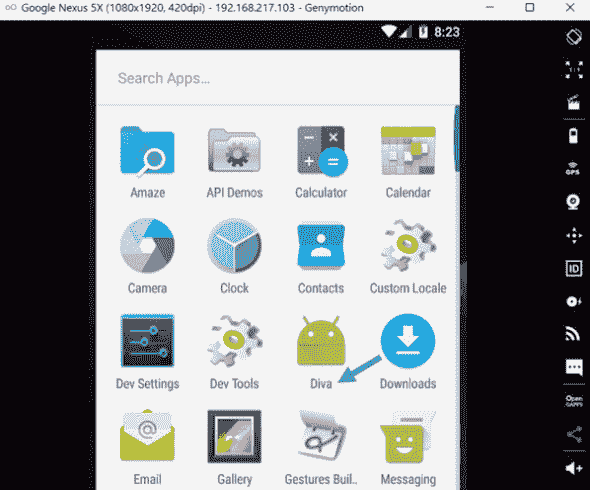 Google Nexus 5X (1080x1920, 420dpi) - 192.168.217.103 - Genymotion
8:23
Search Apps...
Amaze API Demos Calculator Calendar
Camera Clock Contacts Custom Locale
Dev Settings Dev Tools Diva Downloads
Email Gallery Gestures Buil.. Messaging
1:1
GPS
ID
Open
GAPPS